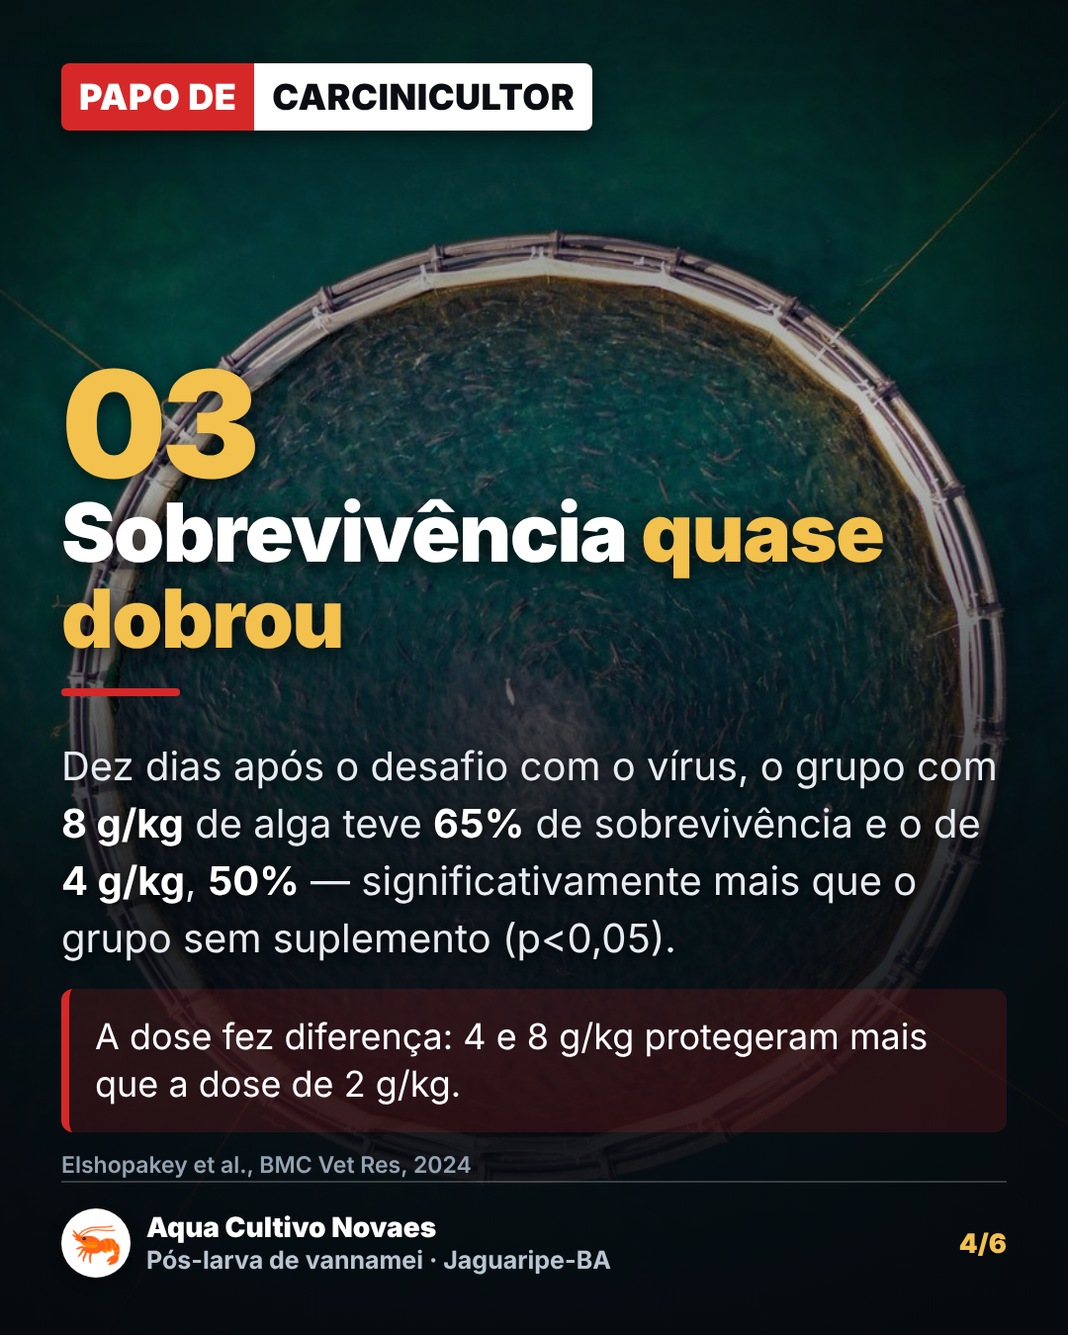 PAPO DE CARCINICULTOR
03
Sobrevivência quase
dobrou
Dez dias após o desafio com o vírus, o grupo com
8 g/kg de alga teve 65% de sobrevivência e o de
4 g/kg, 50% — significativamente mais que o
grupo sem suplemento (p<0,05).
A dose fez diferença: 4 e 8 g/kg protegeram mais
que a dose de 2 g/kg.
Elshopakey et al., BMC Vet Res, 2024
Aqua Cultivo Novaes
Pós-larva de vannamei · Jaguaripe-BA
4/6